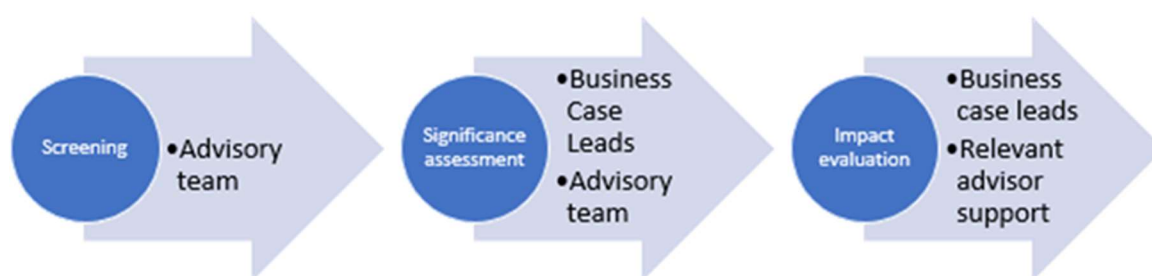 Screening
•Advisory
team
Significance
assessment
•Business
Case
Leads
•Advisory
team
Impact
evaluation
•Business
case leads
•Relevant
advisor
support